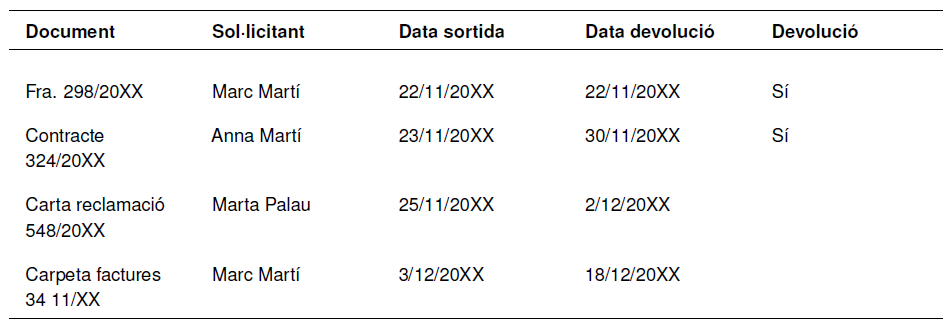 Document Sol·licitant Data sortida Data devolució Devolució
Fra. 298/20XX Marc Martí 22/11/20XX 22/11/20XX Sí
Contracte Anna Martí 23/11/20XX 30/11/20XX Sí
324/20XX
Carta reclamació Marta Palau 25/11/20XX 2/12/20XX
548/20XX
Carpeta factures Marc Martí 3/12/20XX 18/12/20XX
34 11/XX